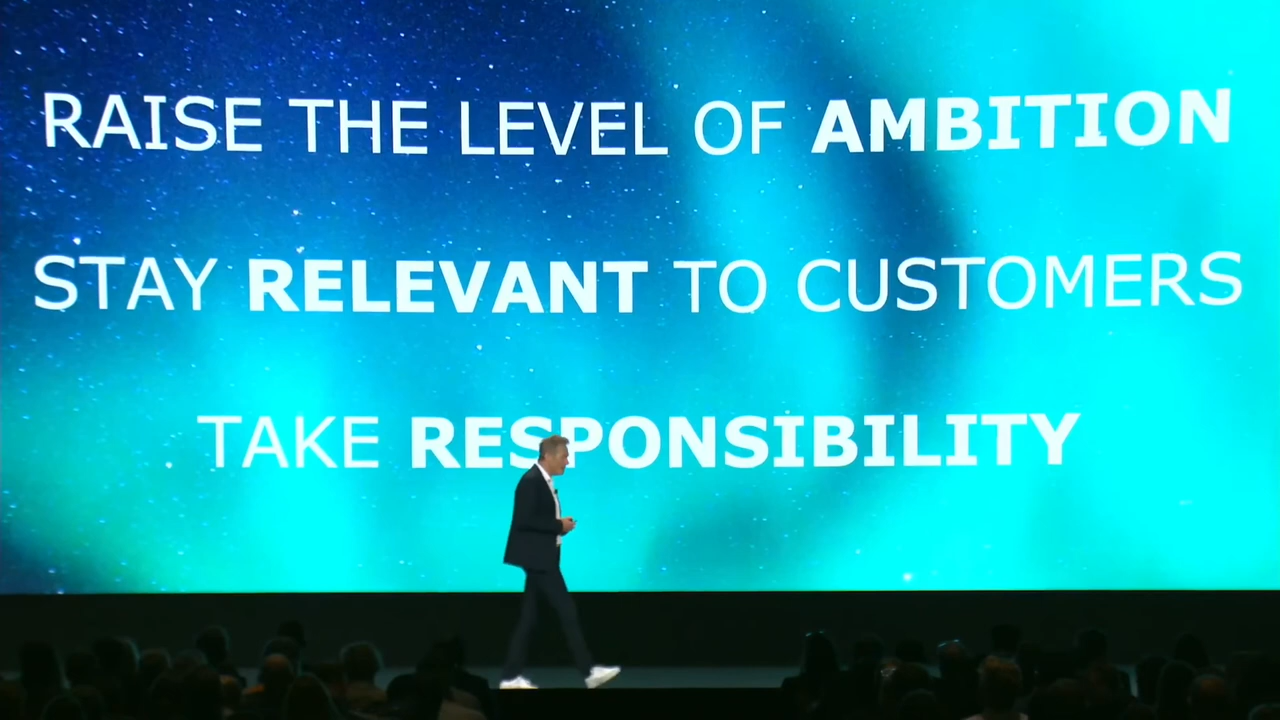 RAISE THE LEVEL OF AMBITION
STAY RELEVANT TO CUSTOMERS
TAKE RESPONSIBILITY